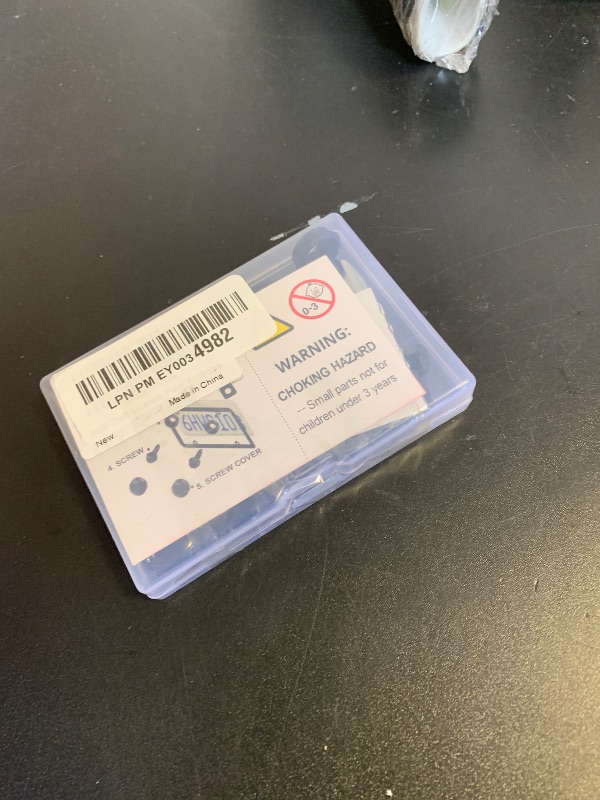 LPN PM EY0034982
Made in China
New
0-3
WARNING:
CHOKING HAZARD
-- Small parts not for
children under 3 years
4. SCREW
5. SCREW COVER